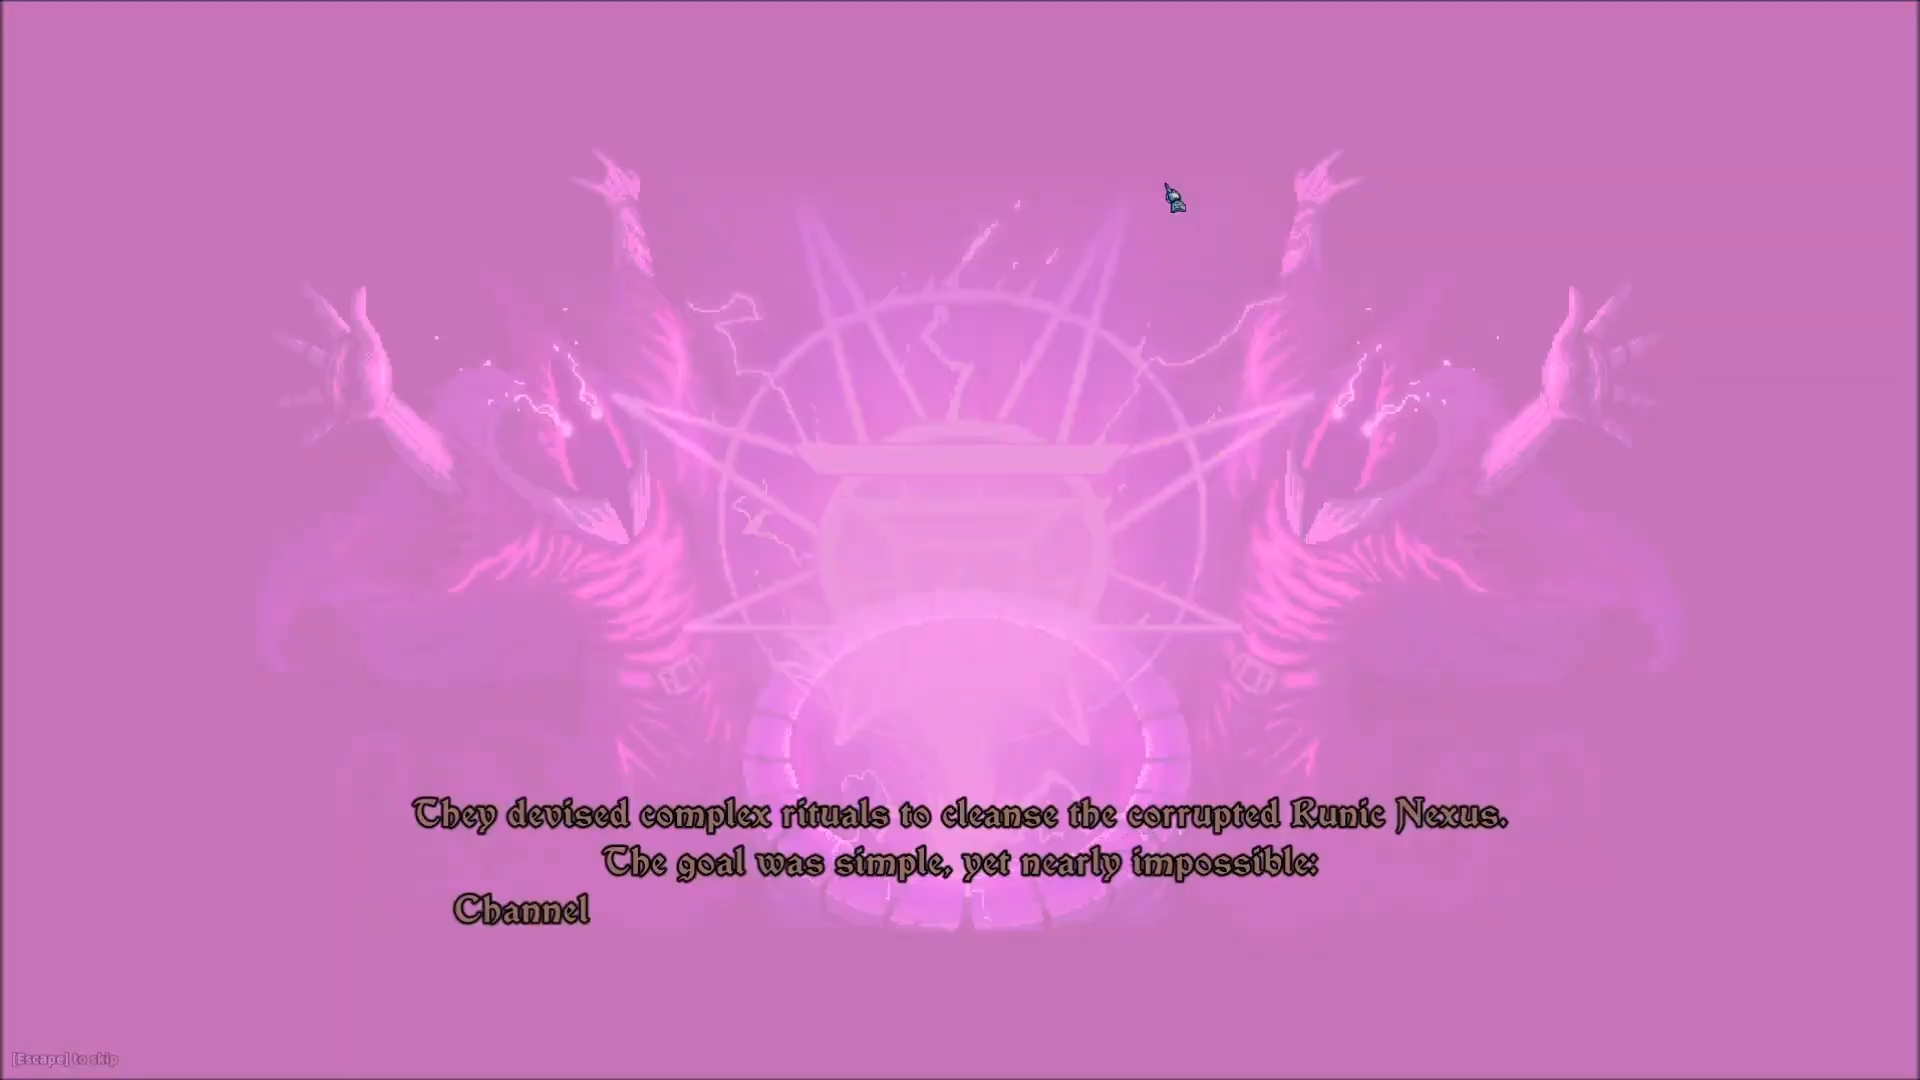 They devised complex rituals to cleanse the corrupted Runic Nexus.
The goal was simple, yet nearly impossible:
Channel
[Escape] to skip